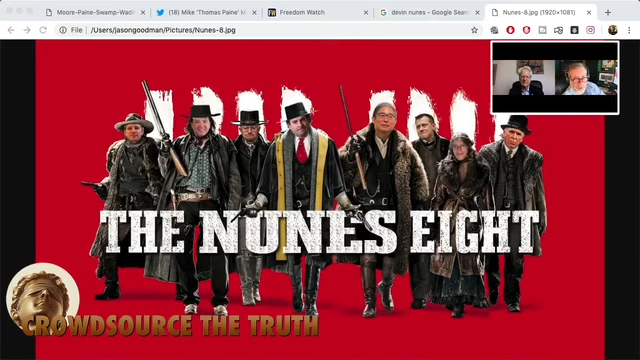 Moore-Paine-Swamp-Wadi
(18) Mike 'Thomas Paine' M
Freedom Watch
devin nunes - Google Searc
Nunes-8.jpg (1920×1081)
File | /Users/jasongoodman/Pictures/Nunes-8.jpg
THE NUNES EIGHT
CROWDSOURCE THE TRUTH